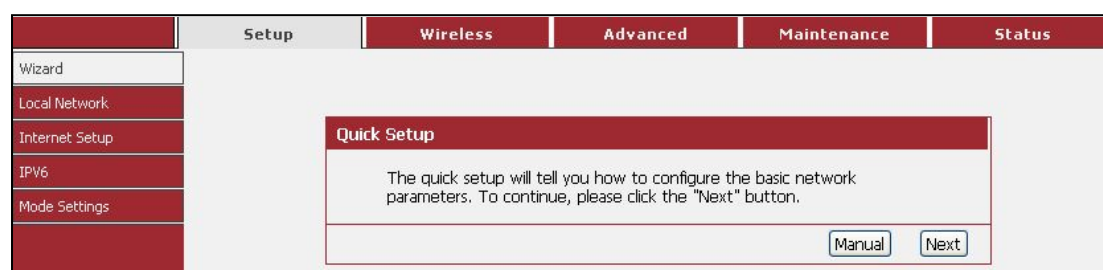 Setup Wireless Advanced Maintenance Status
Wizard
Local Network
Internet Setup
IPV6
Mode Settings
Quick Setup
The quick setup will tell you how to configure the basic network
parameters. To continue, please click the "Next" button.
Manual Next